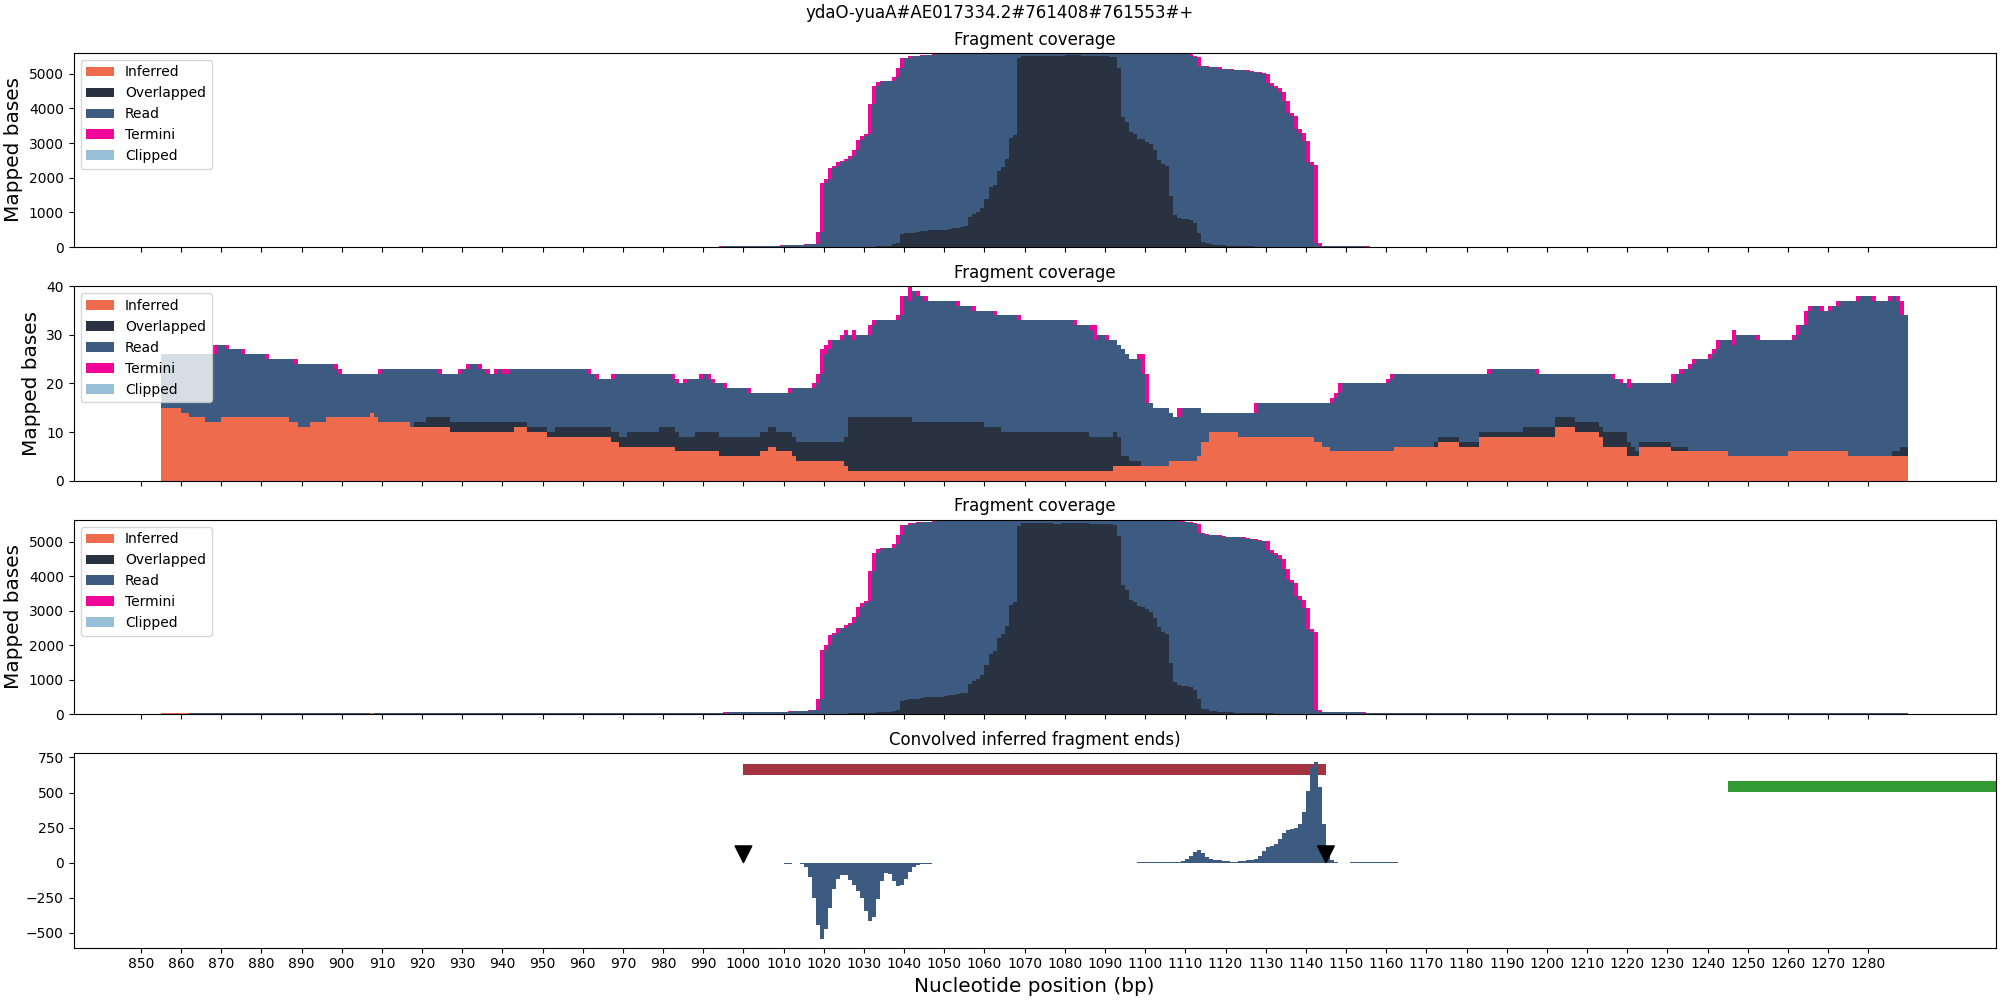 ydaO-yuaA#AE017334.2#761408#761553#+
Fragment coverage
Mapped bases
5000
4000
3000
2000
1000
0
Inferred
Overlapped
Read
Termini
Clipped
Fragment coverage
Mapped bases
40
30
20
10
0
Inferred
Overlapped
Read
Termini
Clipped
Fragment coverage
Mapped bases
5000
4000
3000
2000
1000
0
Inferred
Overlapped
Read
Termini
Clipped
Convolved inferred fragment ends)
750
500
250
0
−250
−500
850 860 870 880 890 900 910 920 930 940 950 960 970 980 990 1000 1010 1020 1030 1040 1050 1060 1070 1080 1090 1100 1110 1120 1130 1140 1150 1160 1170 1180 1190 1200 1210 1220 1230 1240 1250 1260 1270 1280
Nucleotide position (bp)